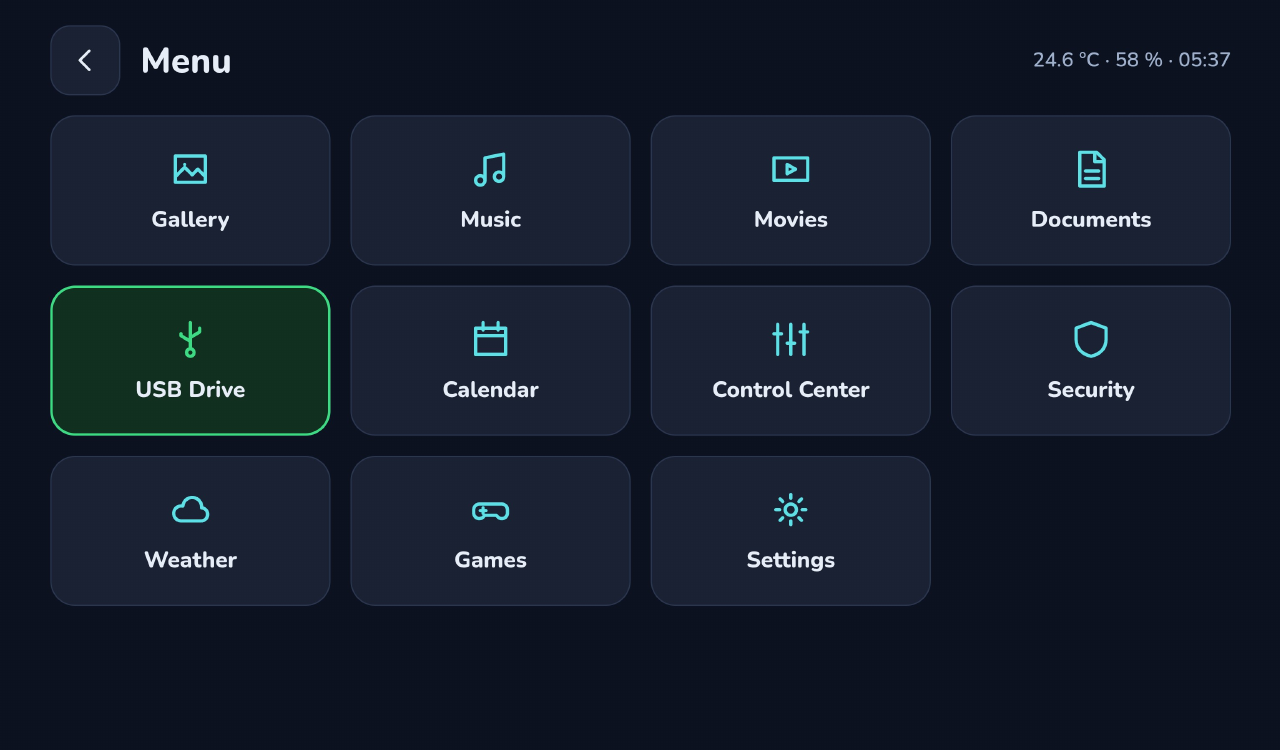 Menu
24.6 °C · 58 % · 05:37
Gallery
Music
Movies
Documents
USB Drive
Calendar
Control Center
Security
Weather
Games
Settings